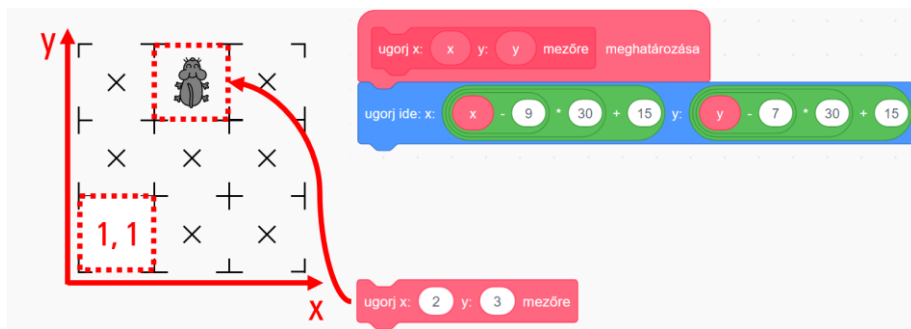 y
1, 1
x
ugorj x: x y: y mezőre meghatározása
ugorj ide: x: x - 9 * 30 + 15 y: y - 7 * 30 + 15
ugorj x: 2 y: 3 mezőre